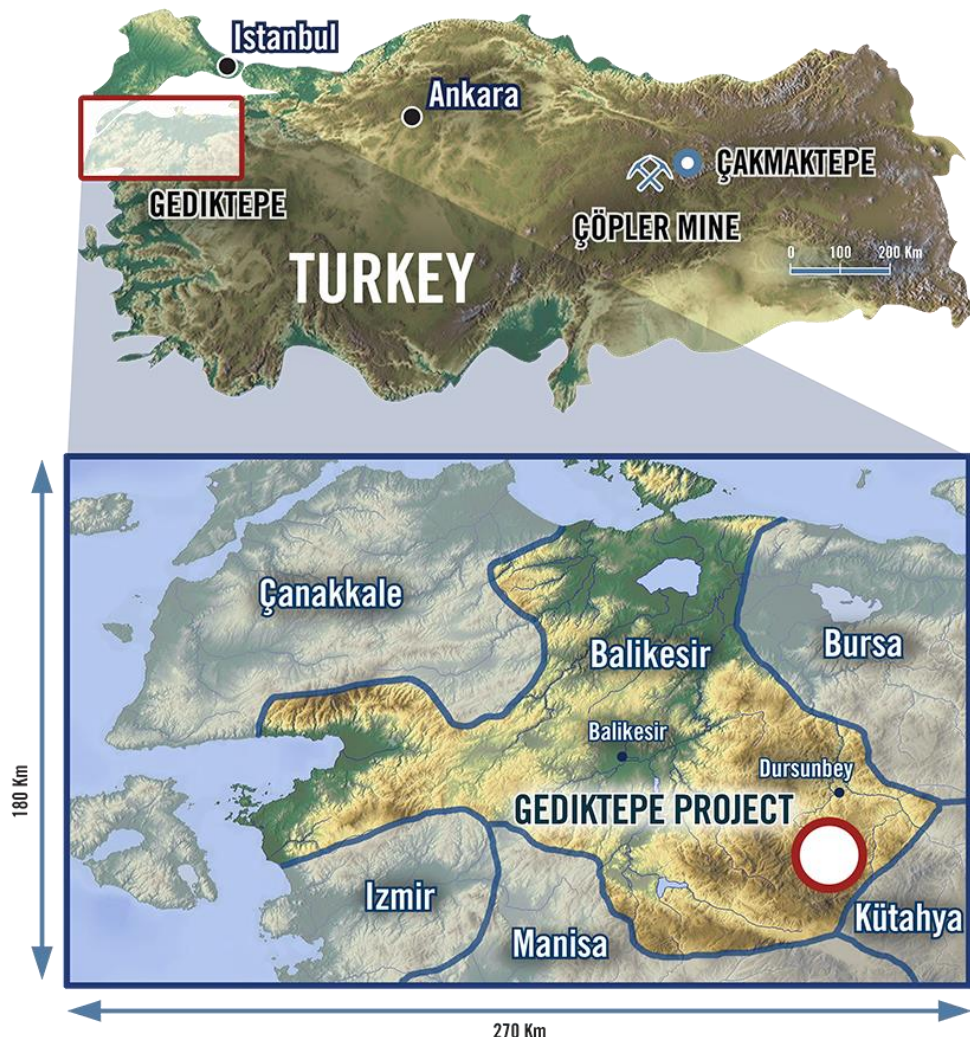 Istanbul
Ankara
ÇAKMAKTEPE
GEDIKTEPE
ÇÖPLER MINE
TURKEY
0 100 200 Km
Çanakkale
Balikesir
Bursa
Balikesir
Dursunbey
GEDIKTEPE PROJECT
180 Km
Izmir
Manisa
Kütahya
270 Km